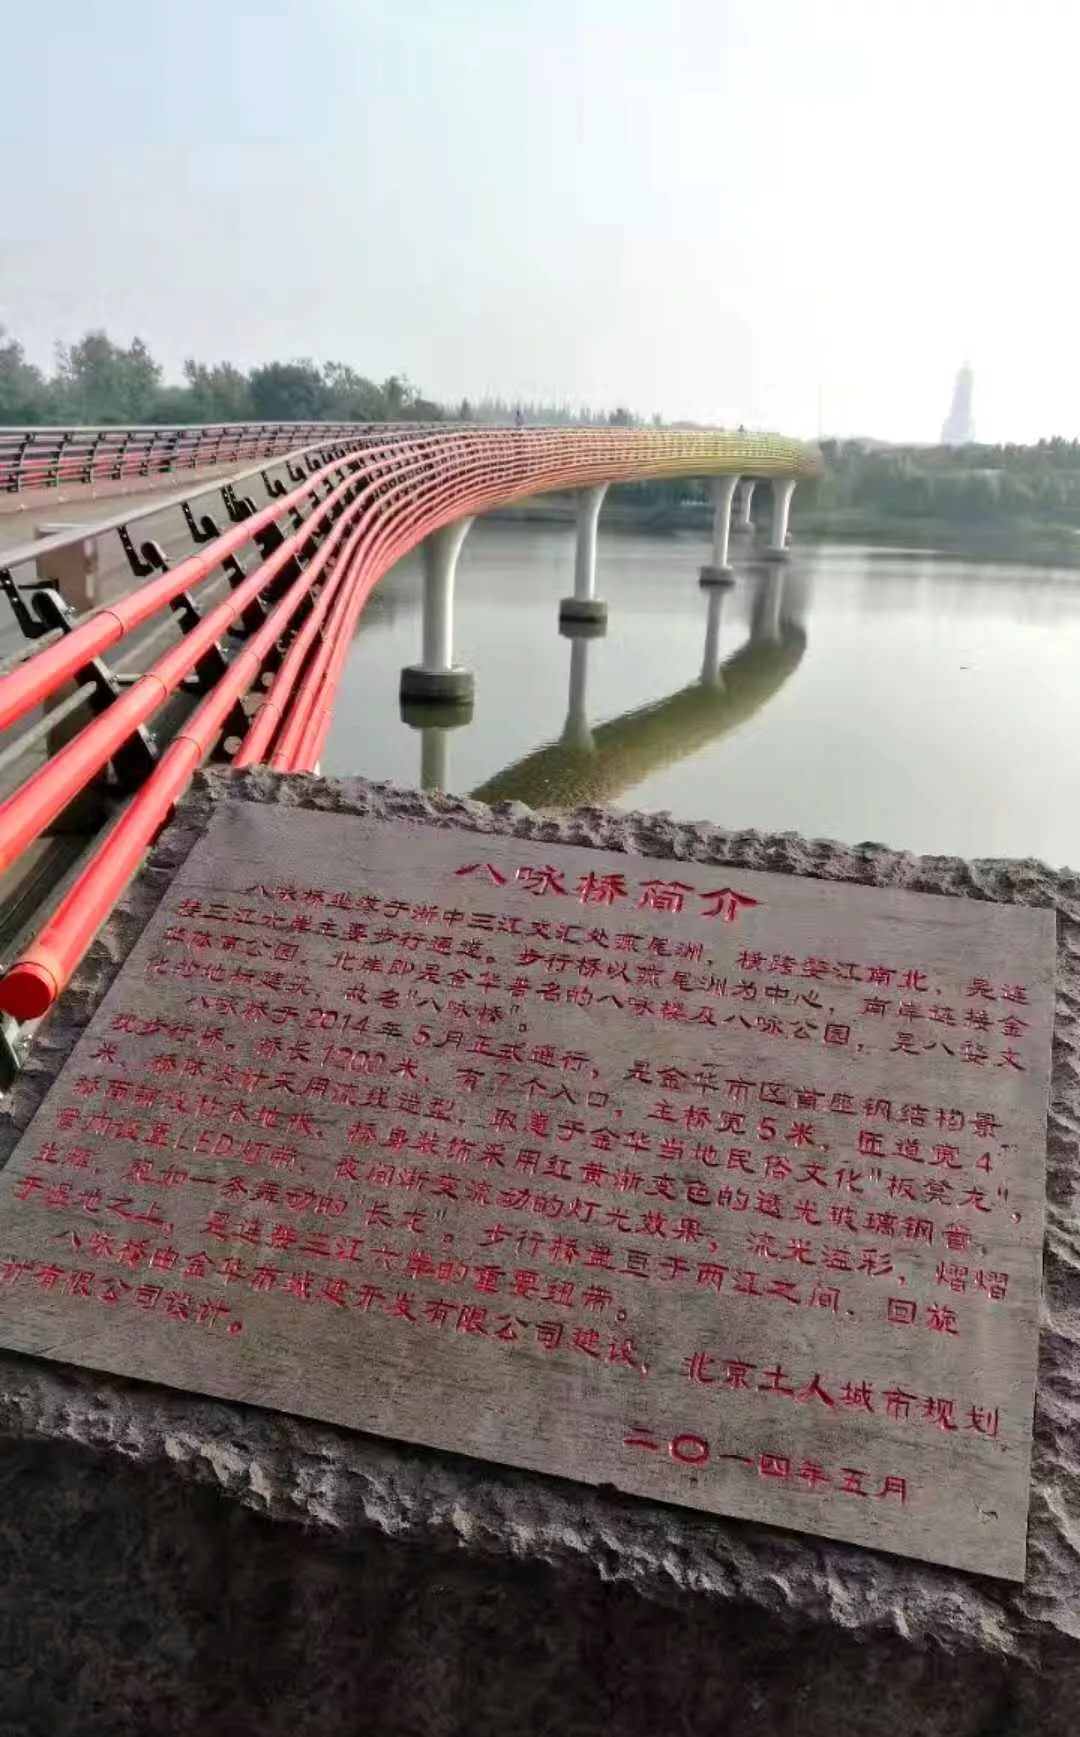 八咏桥简介
八咏桥坐落于浙中三江交汇处燕尾洲，横跨婺江南北，是连
接三江六岸主要步行通道。步行桥以燕尾洲为中心，南岸连接金
华体育公园，北岸即是金华著名的八咏楼及八咏公园，是八婺文
化的地标建筑，故名"八咏桥"。
八咏桥于2014年5月正式通行，是金华市区首座钢结构景
观步行桥。桥长1200米，有7个入口，主桥宽5米，匝道宽4
米，桥体设计采用流线造型，取意于金华当地民俗文化"板凳龙"，
桥面铺设竹木地板，桥身装饰采用红黄渐变色的透光玻璃钢管，
管内设置LED灯带，夜间渐变流动的灯光效果，流光溢彩，熠熠
生辉，宛如一条舞动的"长龙"。步行桥盘亘于两江之间，回旋
于湿地之上，是连接三江六岸的重要纽带。
八咏桥由金华市城建开发有限公司建设，北京土人城市规划
设计有限公司设计。
二〇一四年五月